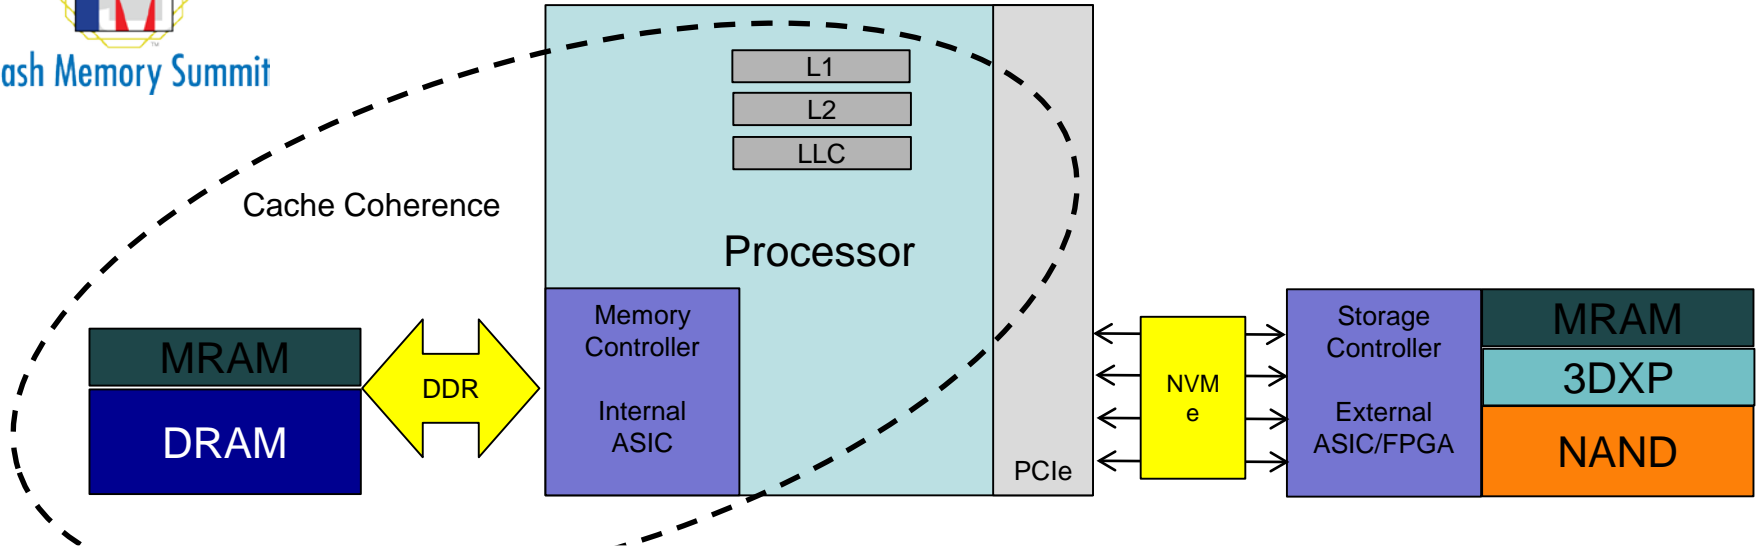 ash Memory Summit
TM
L1
L2
LLC
Cache Coherence
Processor
Memory
Controller
Internal
ASIC
MRAM
DRAM
DDR
PCIe
NVM
e
Storage
Controller
External
ASIC/FPGA
MRAM
3DXP
NAND